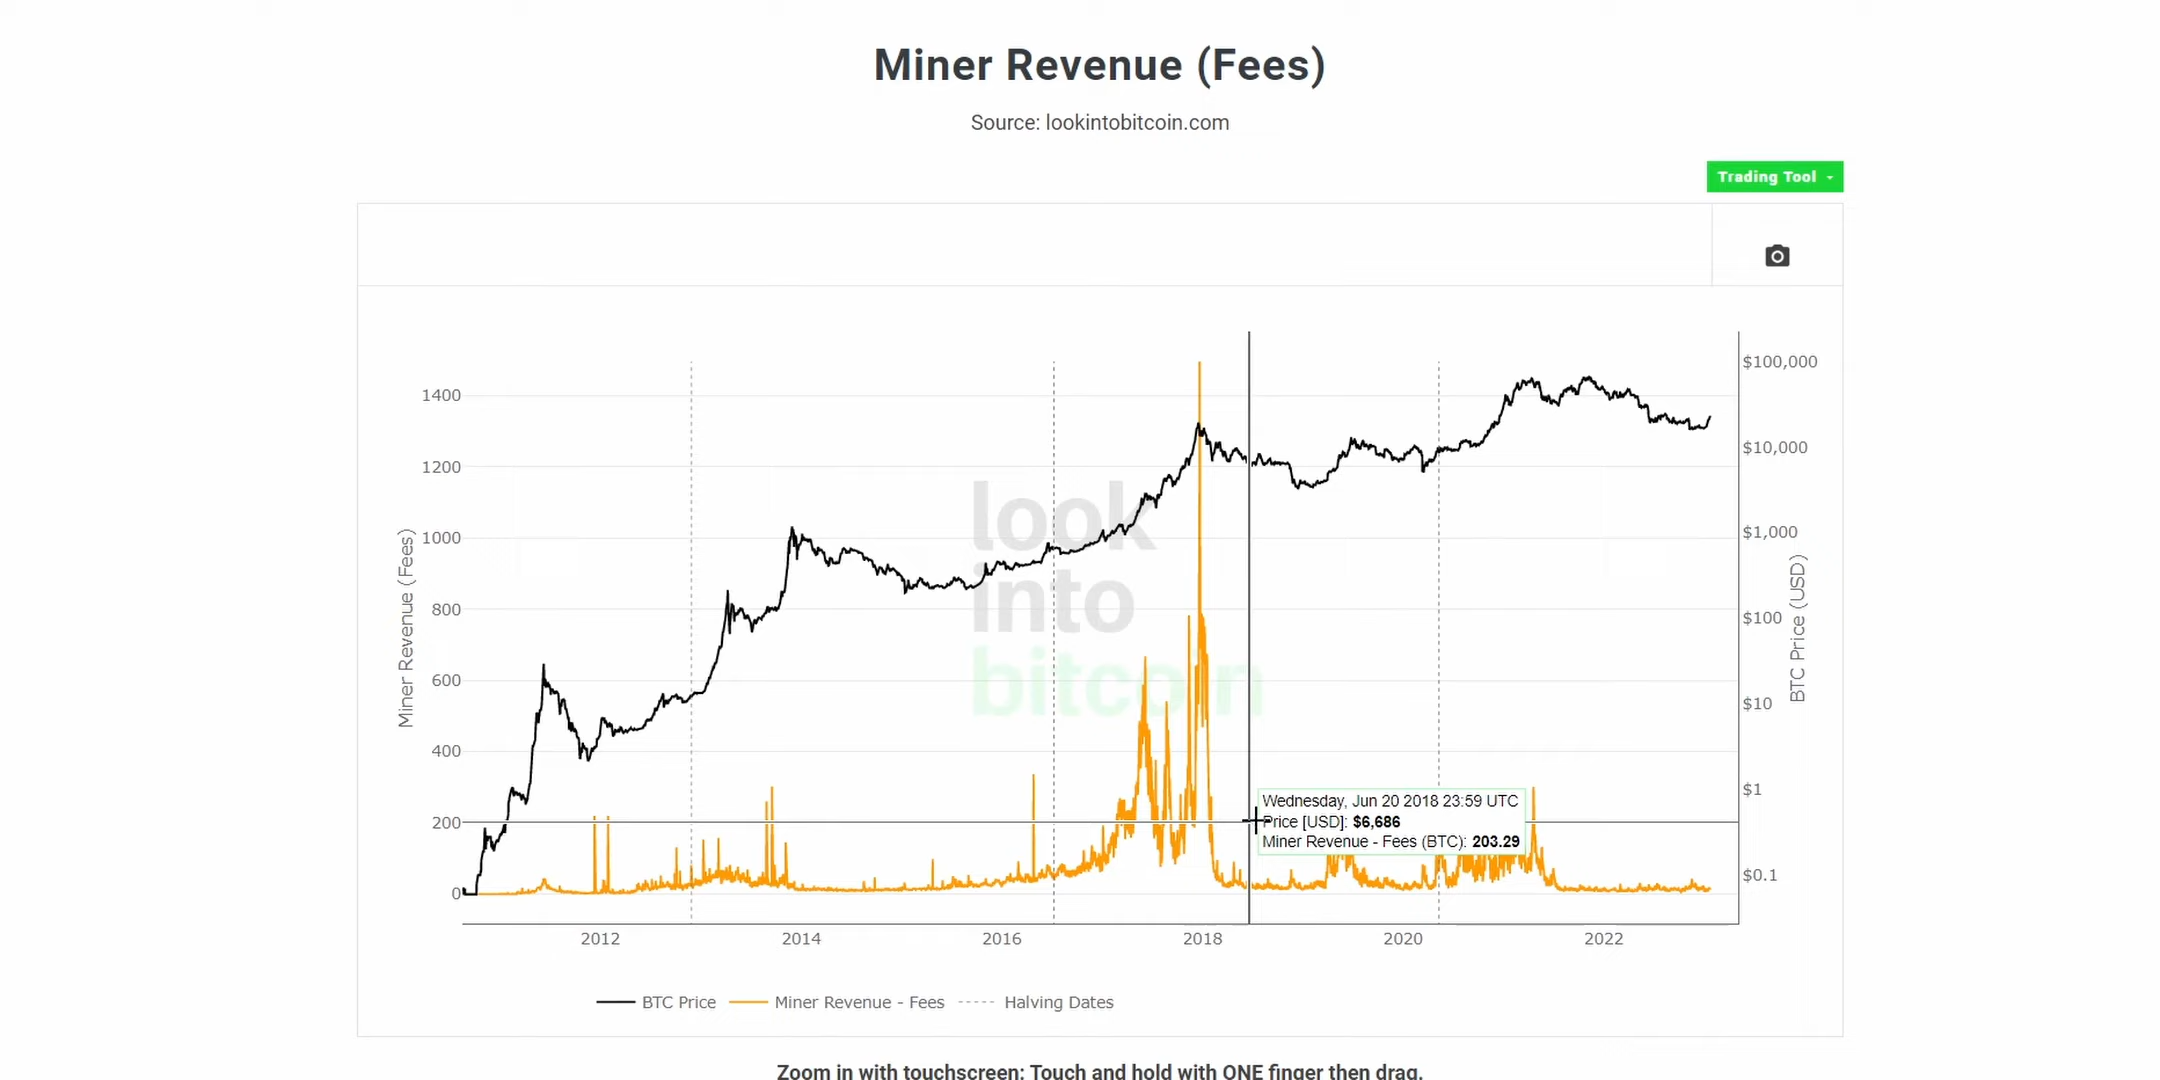 Miner Revenue (Fees)
Source: lookintobitcoin.com
Trading Tool
$100,000
1400
$10,000
1200
look
into
bitcoin
1000
$1,000
Miner Revenue (Fees)
BTC Price (USD)
800
$100
600
$10
400
$1
Wednesday, Jun 20 2018 23:59 UTC
Price [USD]: $6,686
Miner Revenue - Fees (BTC): 203.29
200
$0.1
0
2012 2014 2016 2018 2020 2022
BTC Price Miner Revenue - Fees Halving Dates
Zoom in with touchscreen: Touch and hold with ONE finger then drag.